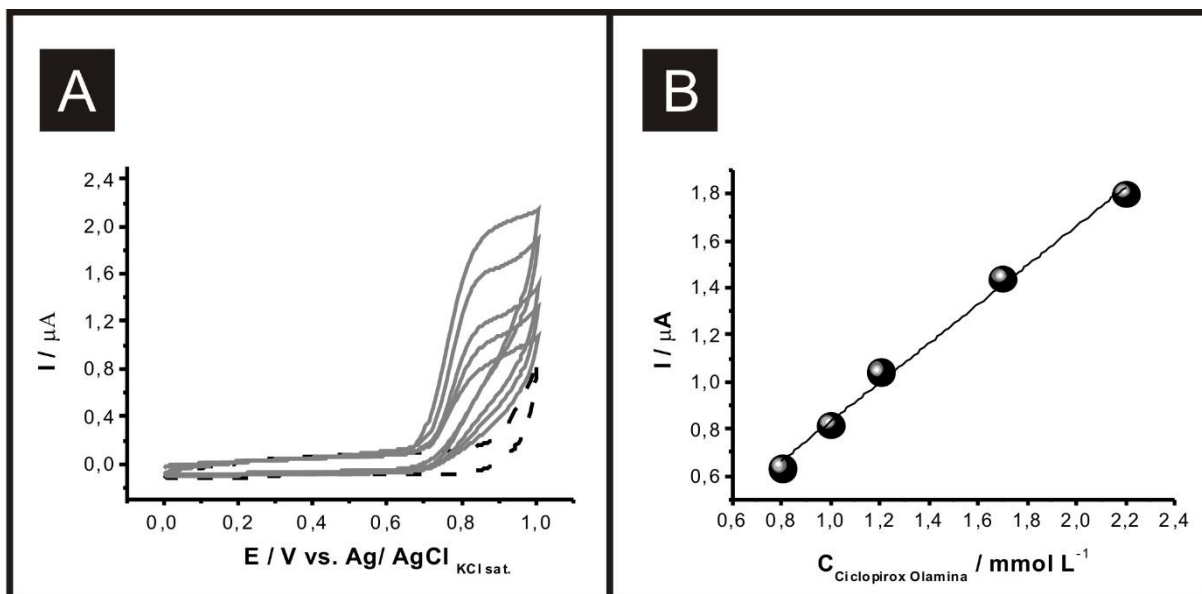 A
I / μA
2,4
2,0
1,6
1,2
0,8
0,4
0,0
0,0 0,2 0,4 0,6 0,8 1,0
E / V vs. Ag/ AgCl KCl sat.
B
I / μA
1,8
1,6
1,4
1,2
1,0
0,8
0,6
0,6 0,8 1,0 1,2 1,4 1,6 1,8 2,0 2,2 2,4
C Ciclopirox Olamina / mmol L-1